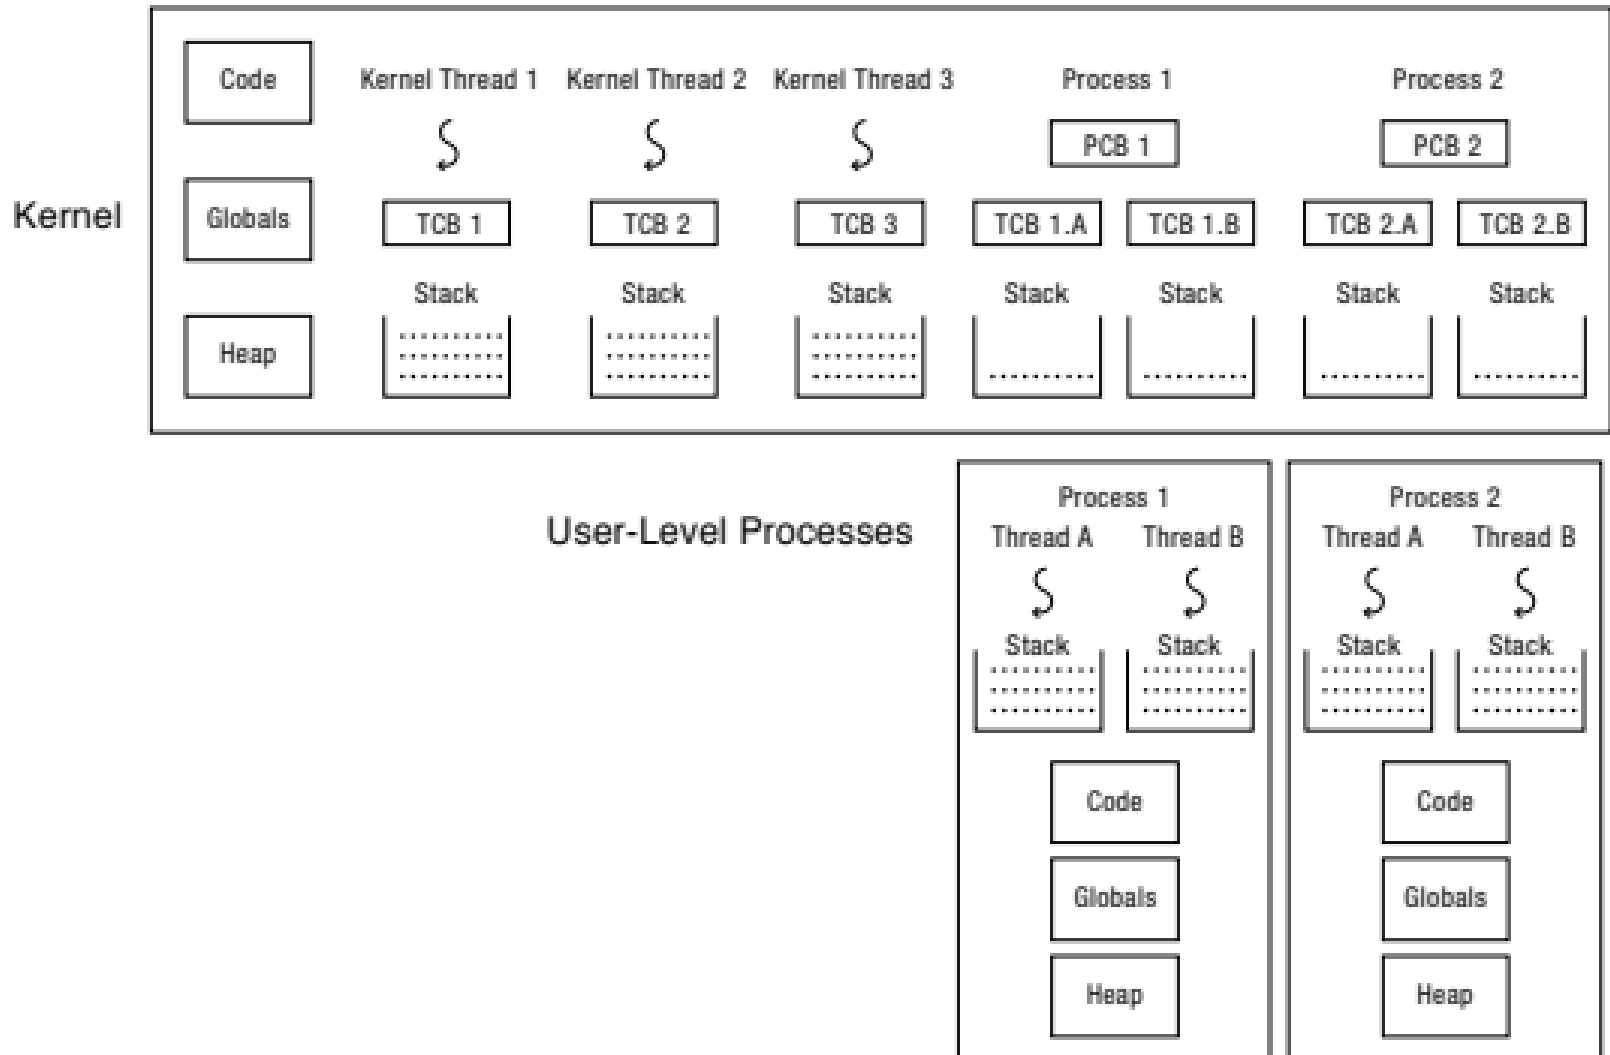 Code Kernel Thread 1 Kernel Thread 2 Kernel Thread 3 Process 1 Process 2
PCB 1 PCB 2
Kernel Globals TCB 1 TCB 2 TCB 3 TCB 1.A TCB 1.B TCB 2.A TCB 2.B
Stack Stack Stack Stack Stack Stack Stack
Heap
User-Level Processes
Process 1
Thread A Thread B
Stack Stack
Code
Globals
Heap
Process 2
Thread A Thread B
Stack Stack
Code
Globals
Heap